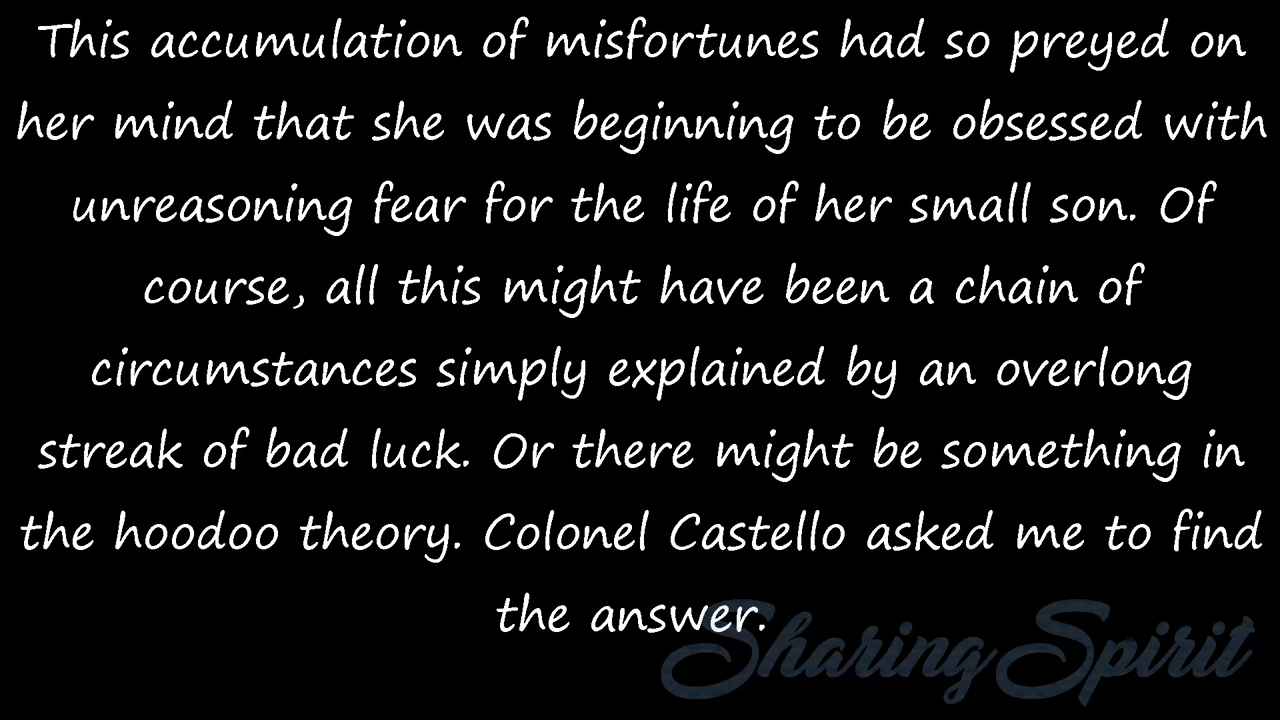 This accumulation of misfortunes had so preyed on
her mind that she was beginning to be obsessed with
unreasoning fear for the life of her small son. Of
course, all this might have been a chain of
circumstances simply explained by an overlong
streak of bad luck. Or there might be something in
the hoodoo theory. Colonel Castello asked me to find
the answer.
SharingSpirit